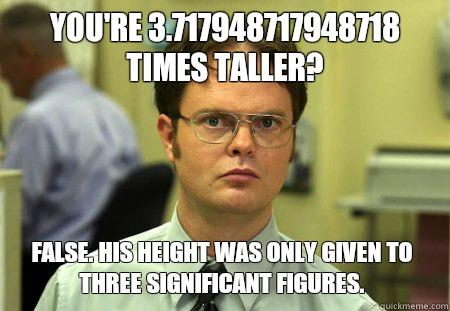 YOU'RE 3.717948717948718
TIMES TALLER?
FALSE. HIS HEIGHT WAS ONLY GIVEN TO
THREE SIGNIFICANT FIGURES.
quickmeme.com